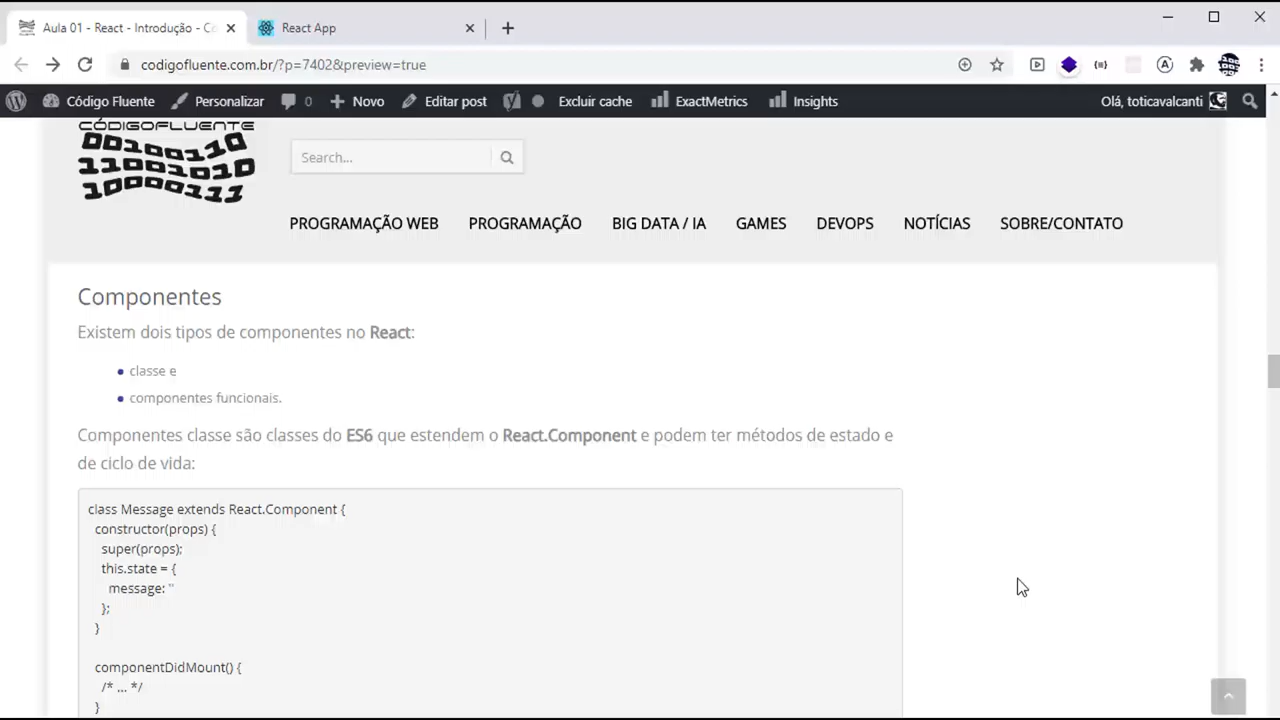 Aula 01 - React - Introdução - Co
React App
codigofluente.com.br/?p=7402&preview=true
Código Fluente
Personalizar
0
Novo
Editar post
Excluir cache
ExactMetrics
Insights
Olá, toticavalcanti
CÓDIGOFLUENTE
00100110
11001010
10000111
Search...
PROGRAMAÇÃO WEB
PROGRAMAÇÃO
BIG DATA / IA
GAMES
DEVOPS
NOTÍCIAS
SOBRE/CONTATO
Componentes
Existem dois tipos de componentes no React:
classe e
componentes funcionais.
Componentes classe são classes do ES6 que estendem o React.Component e podem ter métodos de estado e
de ciclo de vida:
class Message extends React.Component {
constructor(props) {
super(props);
this.state = {
message: ''
};
}
componentDidMount() {
/* ... */
}